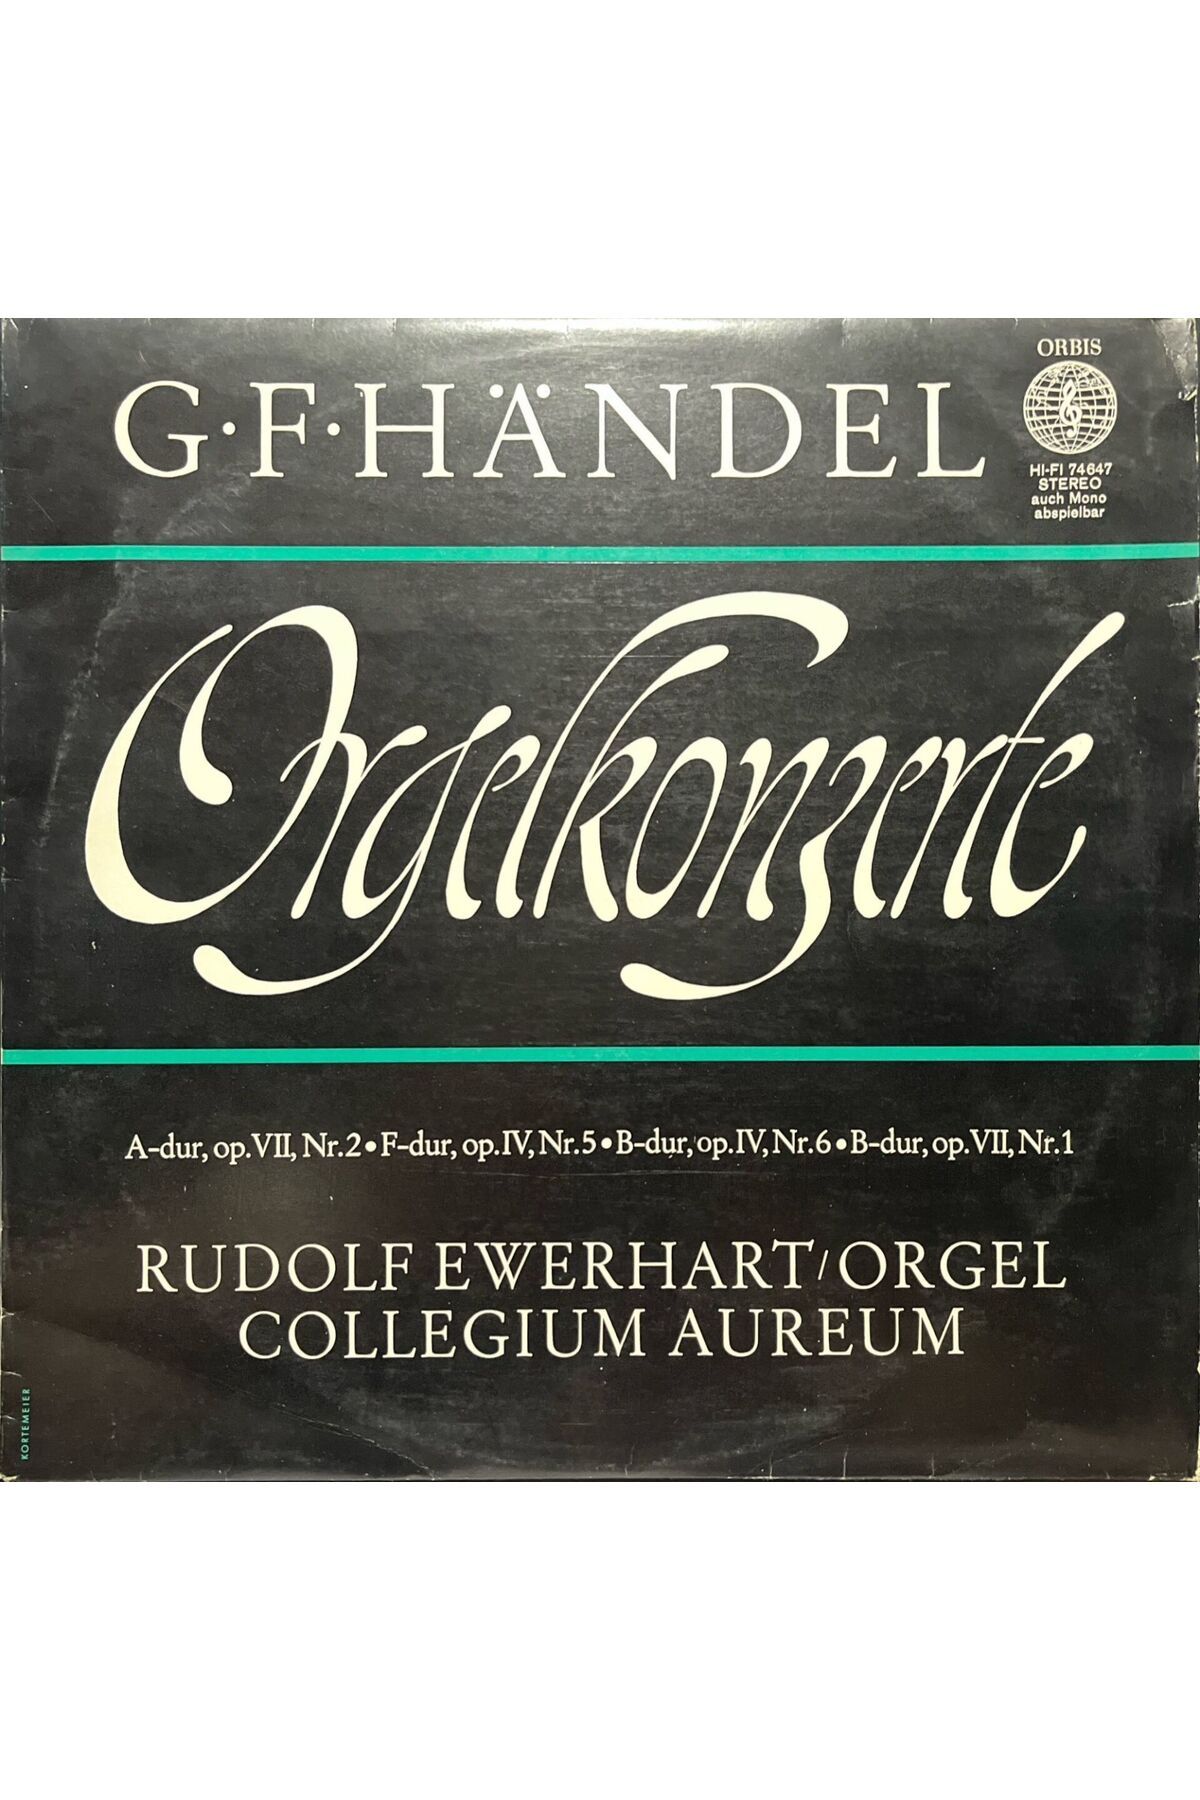 G·F·HÄNDEL
ORBIS
HI-FI 74647
STEREO
auch Mono
abspielbar
Orgelkonzerte
A-dur, op.VII, Nr.2•F-dur, op.IV, Nr.5•B-dur, op.IV, Nr.6•B-dur, op.VII, Nr.1
RUDOLF EWERHART/ORGEL
COLLEGIUM AUREUM
KORTEMEIER